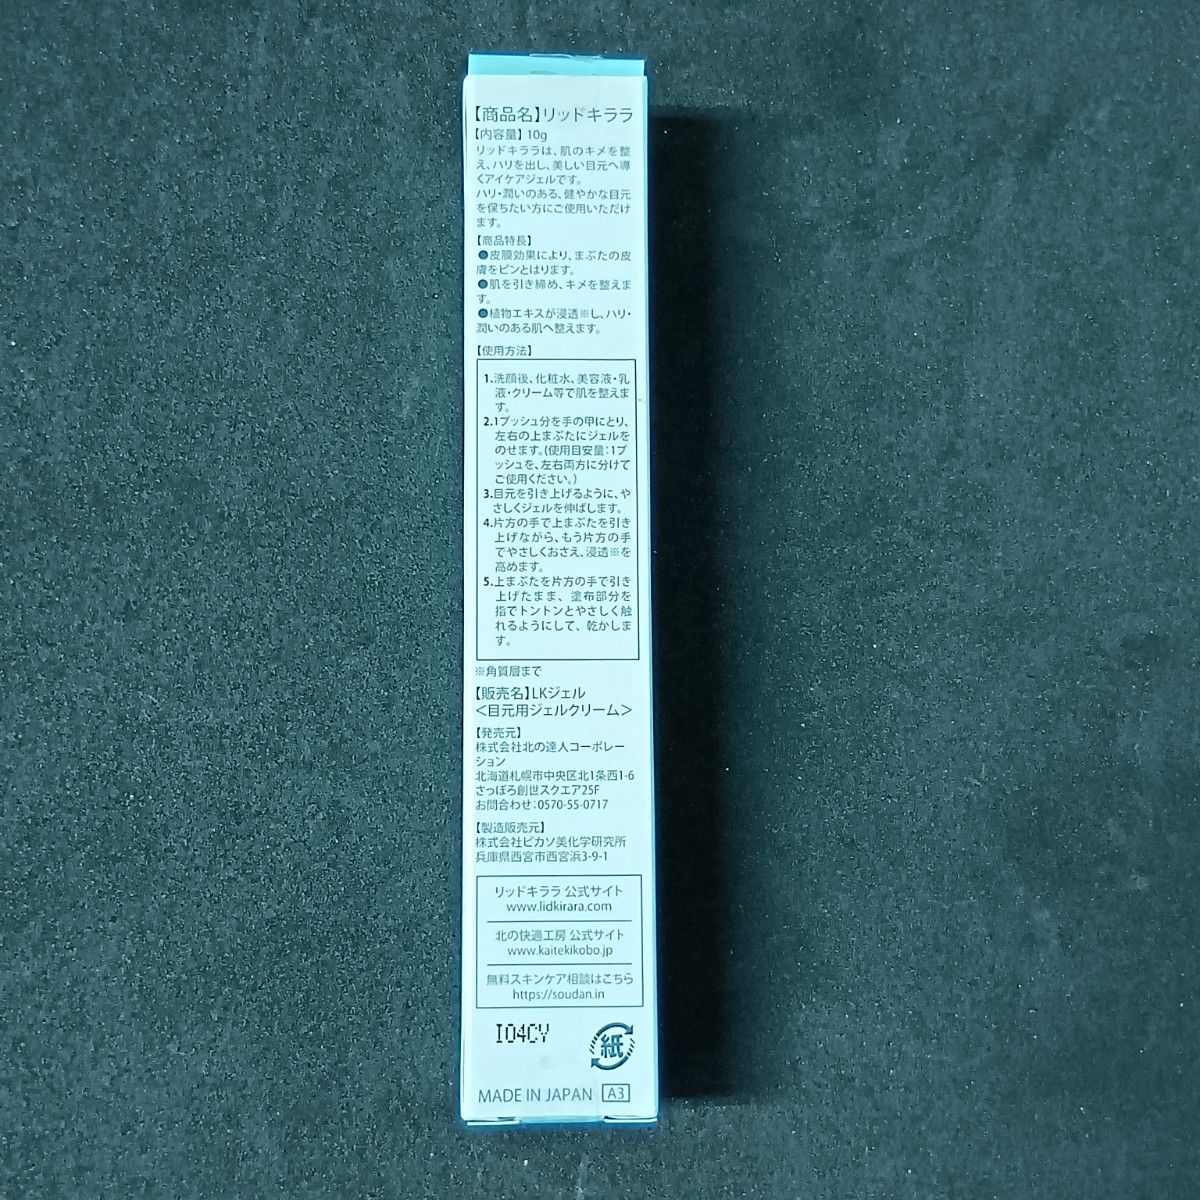 【商品名】リッドキララ
【内容量】10g
リッドキララは、肌のキメを整
え、ハリを出し、美しい目元へ導
くアイケアジェルです。
ハリ・潤いのある、健やかな目元
を保ちたい方にご使用いただけ
ます。
【商品特長】
●皮膜効果により、まぶたの皮
膚をピンとはります。
●肌を引き締め、キメを整えま
す。
●植物エキスが浸透※し、ハリ・
潤いのある肌へ整えます。
【使用方法】
1.洗顔後、化粧水、美容液・乳
液・クリーム等で肌を整えま
す。
2.1プッシュ分を手の甲にとり、
左右の上まぶたにジェルを
のせます。(使用目安量:1プ
ッシュを、左右両方に分けて
ご使用ください。)
3.目元を引き上げるように、や
さしくジェルを伸ばします。
4.片方の手で上まぶたを引き
上げながら、もう片方の手
でやさしくおさえ、浸透※を
高めます。
5.上まぶたを片方の手で引き
上げたまま、塗布部分を
指でトントンとやさしく触
れるようにして、乾かしま
す。
※角質層まで
【販売名】LKジェル
＜目元用ジェルクリーム＞
【発売元】
株式会社北の達人コーポレー
ション
北海道札幌市中央区北1条西1-6
さっぽろ創世スクエア25F
お問合わせ:0570-55-0717
【製造販売元】
株式会社ピカソ美化学研究所
兵庫県西宮市西宮浜3-9-1
リッドキララ 公式サイト
www.lidkirara.com
北の快適工房 公式サイト
www.kaitekikobo.jp
無料スキンケア相談はこちら
https://soudan.in
I04CY
紙
MADE IN JAPAN A3